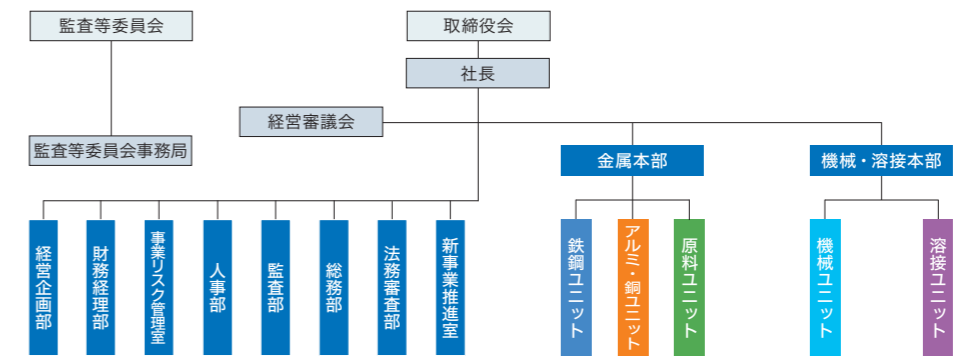 監査等委員会
取締役会
社長
経営審議会
監査等委員会事務局
金属本部
機械・溶接本部
経営企画部
財務経理部
事業リスク管理室
人事部
監査部
総務部
法務審査部
新事業推進室
鉄鋼ユニット
アルミ・銅ユニット
原料ユニット
機械ユニット
溶接ユニット